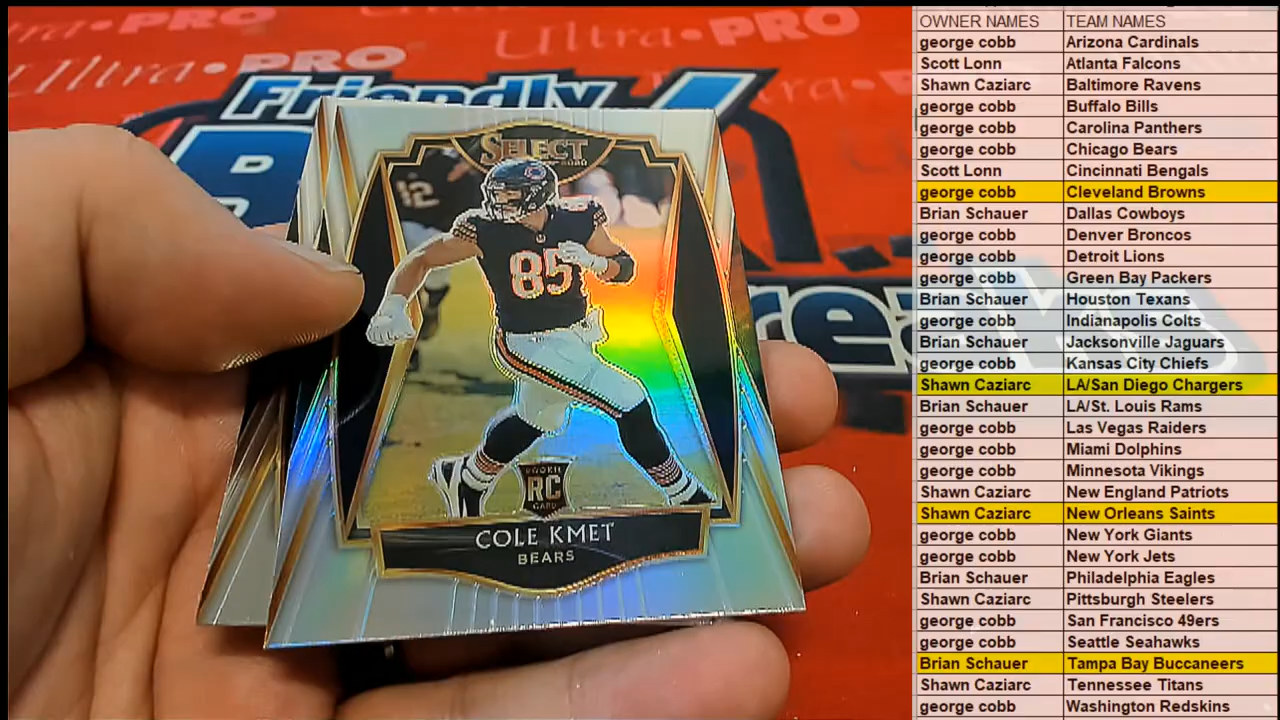 Ultra•PRO
Ultra•PRO
PRO
Friendly
SELECT
2020
12
85
ROOKIE
RC
CARD
COLE KMET
BEARS
OWNER NAMES TEAM NAMES
george cobb Arizona Cardinals
Scott Lonn Atlanta Falcons
Shawn Caziarc Baltimore Ravens
george cobb Buffalo Bills
george cobb Carolina Panthers
george cobb Chicago Bears
Scott Lonn Cincinnati Bengals
george cobb Cleveland Browns
Brian Schauer Dallas Cowboys
george cobb Denver Broncos
george cobb Detroit Lions
george cobb Green Bay Packers
Brian Schauer Houston Texans
george cobb Indianapolis Colts
Brian Schauer Jacksonville Jaguars
george cobb Kansas City Chiefs
Shawn Caziarc LA/San Diego Chargers
Brian Schauer LA/St. Louis Rams
george cobb Las Vegas Raiders
george cobb Miami Dolphins
george cobb Minnesota Vikings
Shawn Caziarc New England Patriots
Shawn Caziarc New Orleans Saints
george cobb New York Giants
george cobb New York Jets
Brian Schauer Philadelphia Eagles
Shawn Caziarc Pittsburgh Steelers
george cobb San Francisco 49ers
george cobb Seattle Seahawks
Brian Schauer Tampa Bay Buccaneers
Shawn Caziarc Tennessee Titans
george cobb Washington Redskins